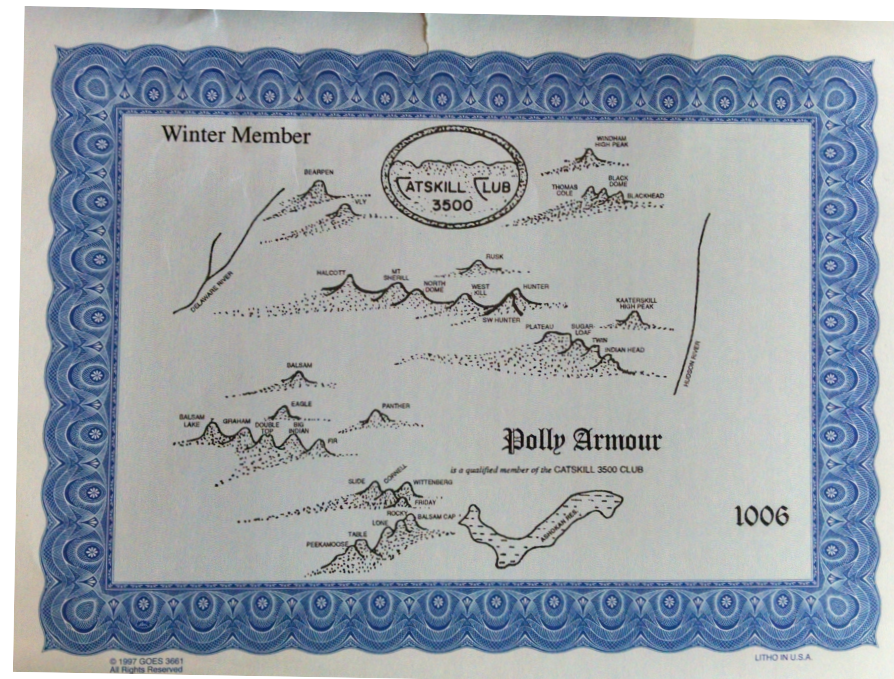 Winter Member
CATSKILL CLUB
3500
WINDHAM
HIGH PEAK
BEARPEN
VLY
THOMAS
COLE
BLACK
DOME
BLACKHEAD
DELAWARE RIVER
RUSK
HALCOTT
MT
SHERILL
NORTH
DOME
WEST
KILL
HUNTER
SW HUNTER
KAATERSKILL
HIGH PEAK
PLATEAU
SUGAR
LOAF
TWIN
INDIAN HEAD
HUDSON RIVER
BALSAM
EAGLE
PANTHER
BALSAM
LAKE
GRAHAM
DOUBLE
TOP
BIG
INDIAN
FIR
Polly Armour
is a qualified member of the CATSKILL 3500 CLUB
SLIDE
CORNELL
WITTENBERG
FRIDAY
ROCKY
BALSAM CAP
LONE
TABLE
PEEKAMOOSE
ASHOKAN RES.
1006
© 1997 GOES 3661
All Rights Reserved
LITHO IN U.S.A.